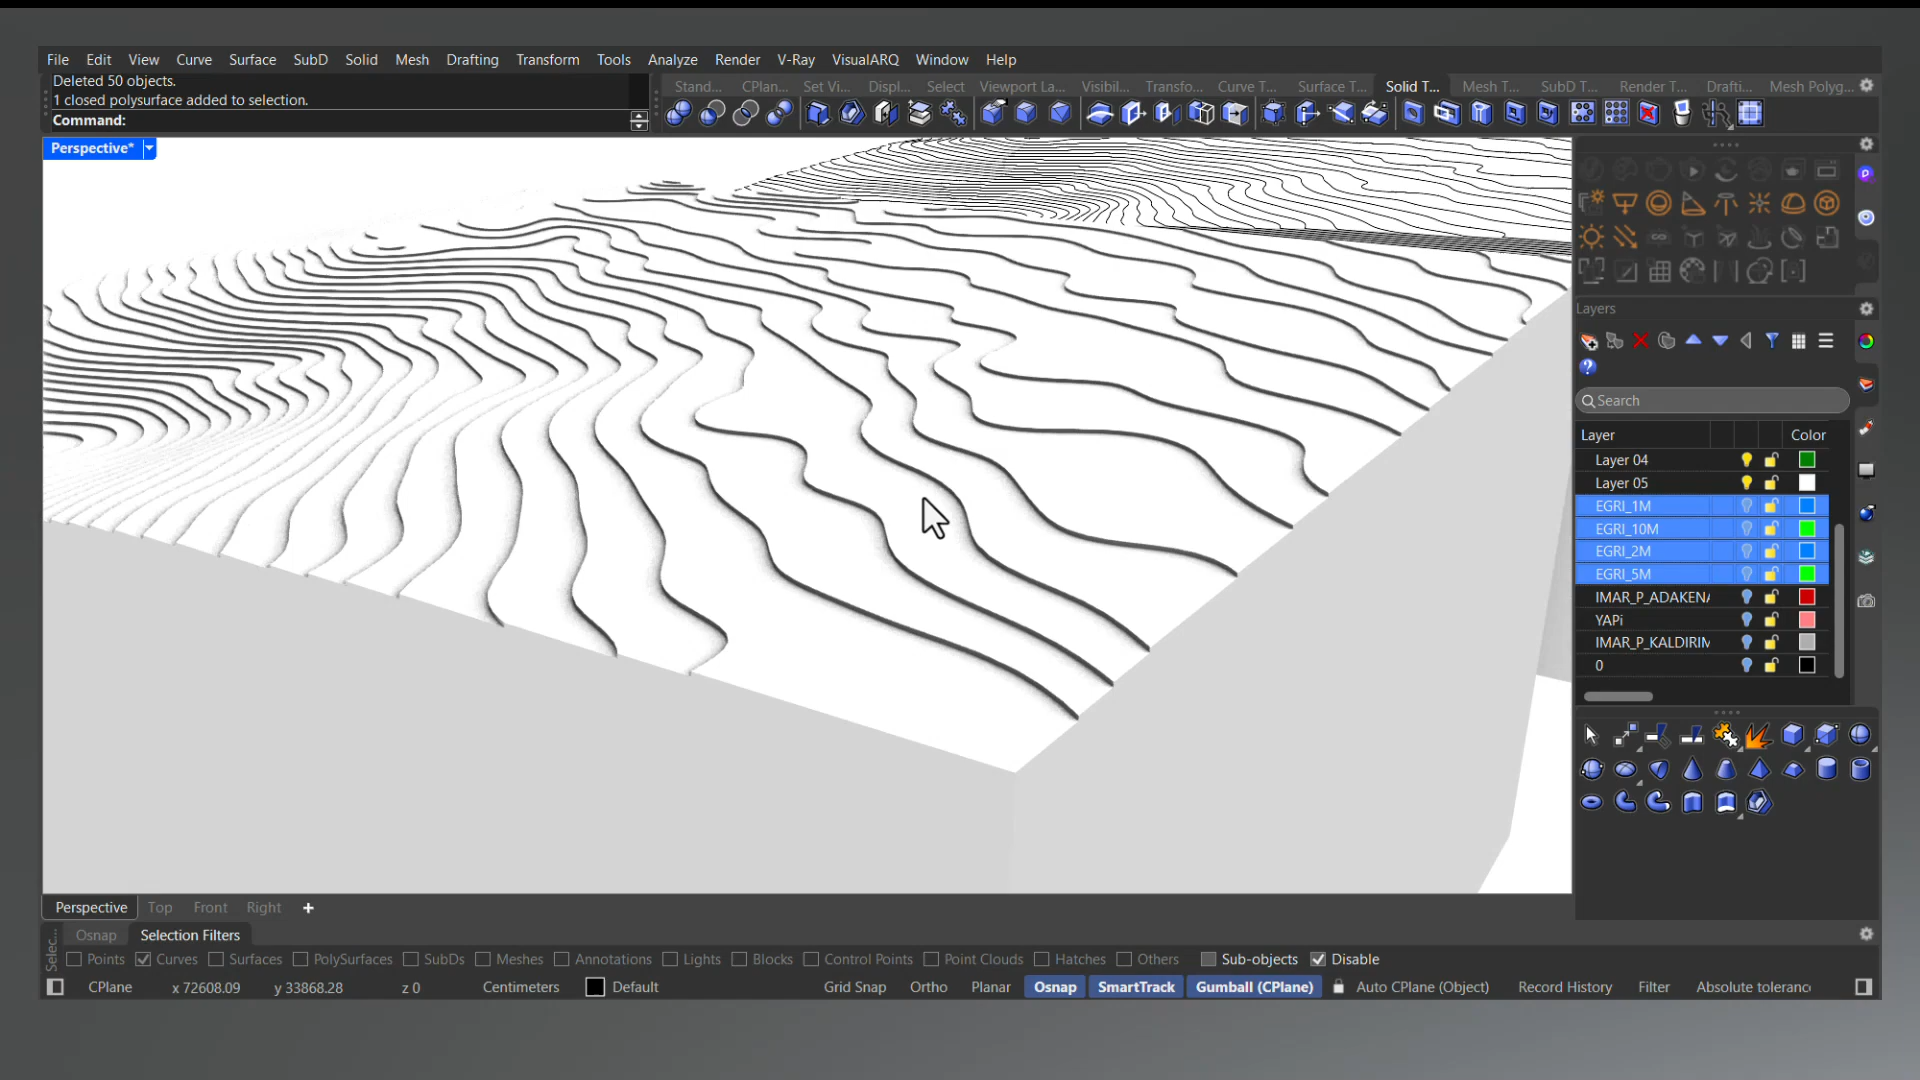 File Edit View Curve Surface SubD Solid Mesh Drafting Transform Tools Analyze Render V-Ray VisualARQ Window Help
Deleted 50 objects.
1 closed polysurface added to selection.
Command:
Stand... CPlan... Set Vi... Displ... Select Viewport La... Visibil... Transfo... Curve T... Surface T... Solid T... Mesh T... SubD T... Render T... Drafti... Mesh Polyg...
Perspective*
Layers
Search
Layer Color
Layer 04
Layer 05
EGRI_1M
EGRI_10M
EGRI_2M
EGRI_5M
IMAR_P_ADAKENA
YAPi
IMAR_P_KALDIRIM
0
Perspective Top Front Right
Selec...
Osnap Selection Filters
Points Curves Surfaces PolySurfaces SubDs Meshes Annotations Lights Blocks Control Points Point Clouds Hatches Others Sub-objects Disable
CPlane x 72608.09 y 33868.28 z 0 Centimeters Default Grid Snap Ortho Planar Osnap SmartTrack Gumball (CPlane) Auto CPlane (Object) Record History Filter Absolute toleranc